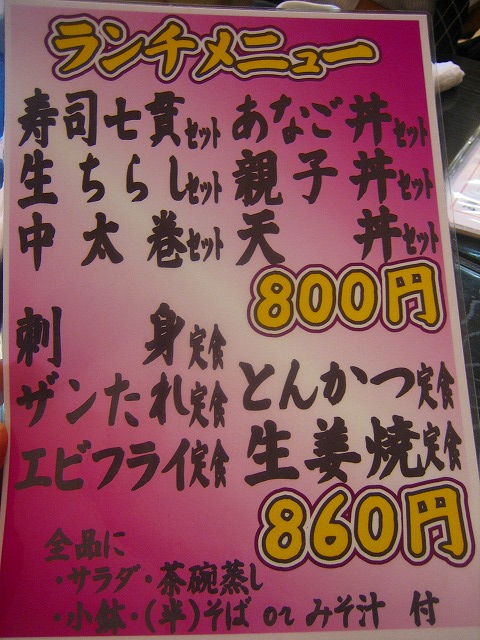 ランチメニュー
寿司七貫セット あなご丼セット
生ちらしセット 親子丼セット
中太巻セット 天丼セット
800円
刺身定食
ザンたれ定食 とんかつ定食
エビフライ定食 生姜焼定食
860円
全品に
・サラダ・茶碗蒸し
・小鉢・(半)そば or みそ汁 付